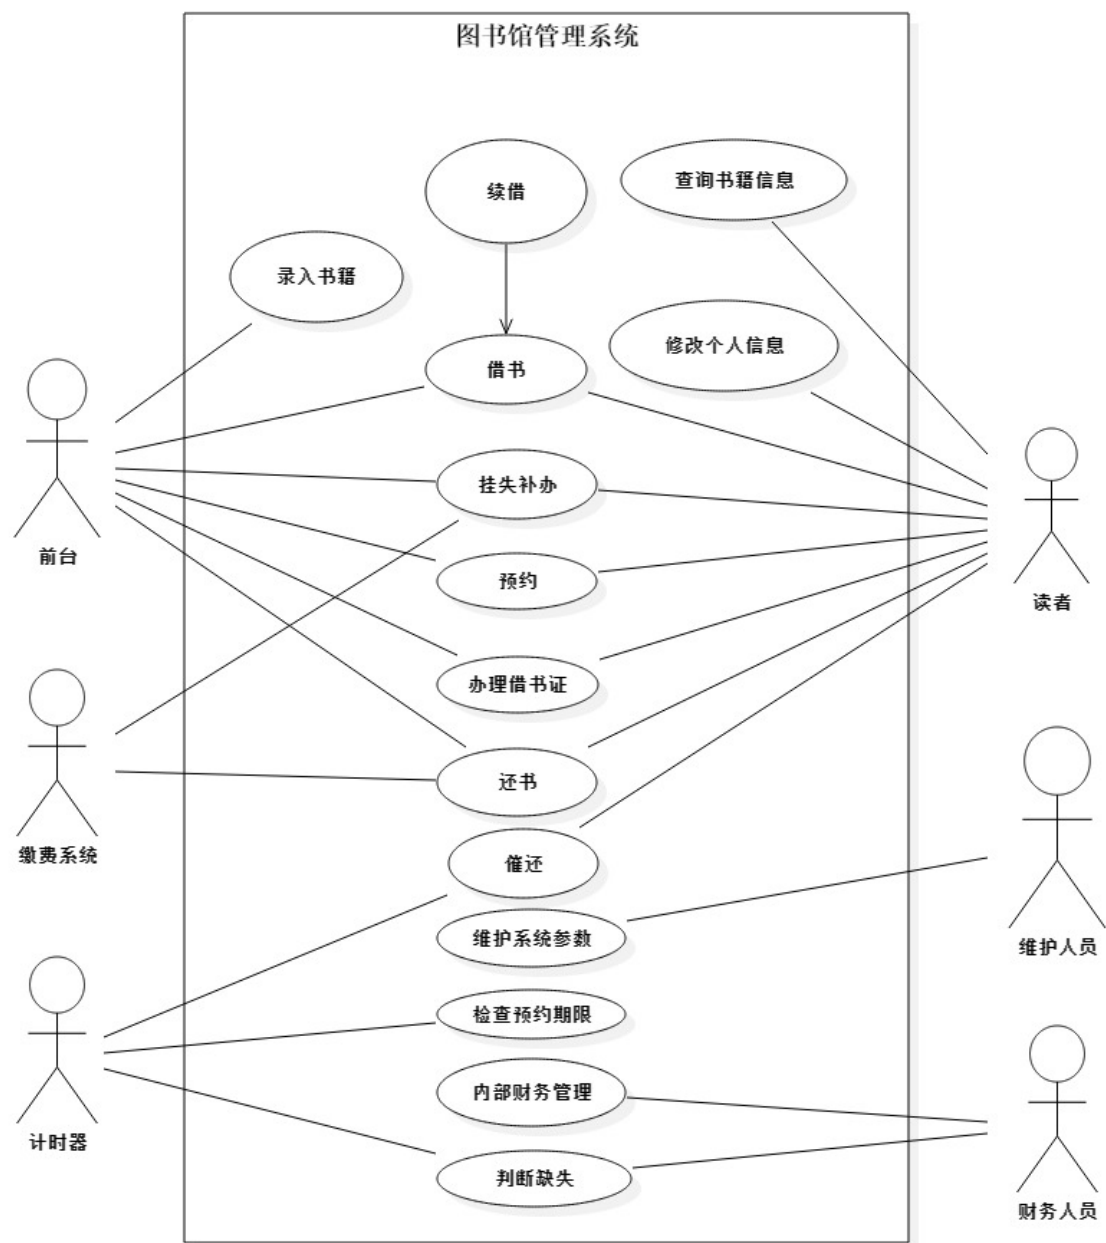 图书馆管理系统
续借
查询书籍信息
录入书籍
借书
修改个人信息
挂失补办
前台
预约
读者
办理借书证
还书
缴费系统
催还
维护系统参数
维护人员
检查预约期限
内部财务管理
计时器
判断缺失
财务人员